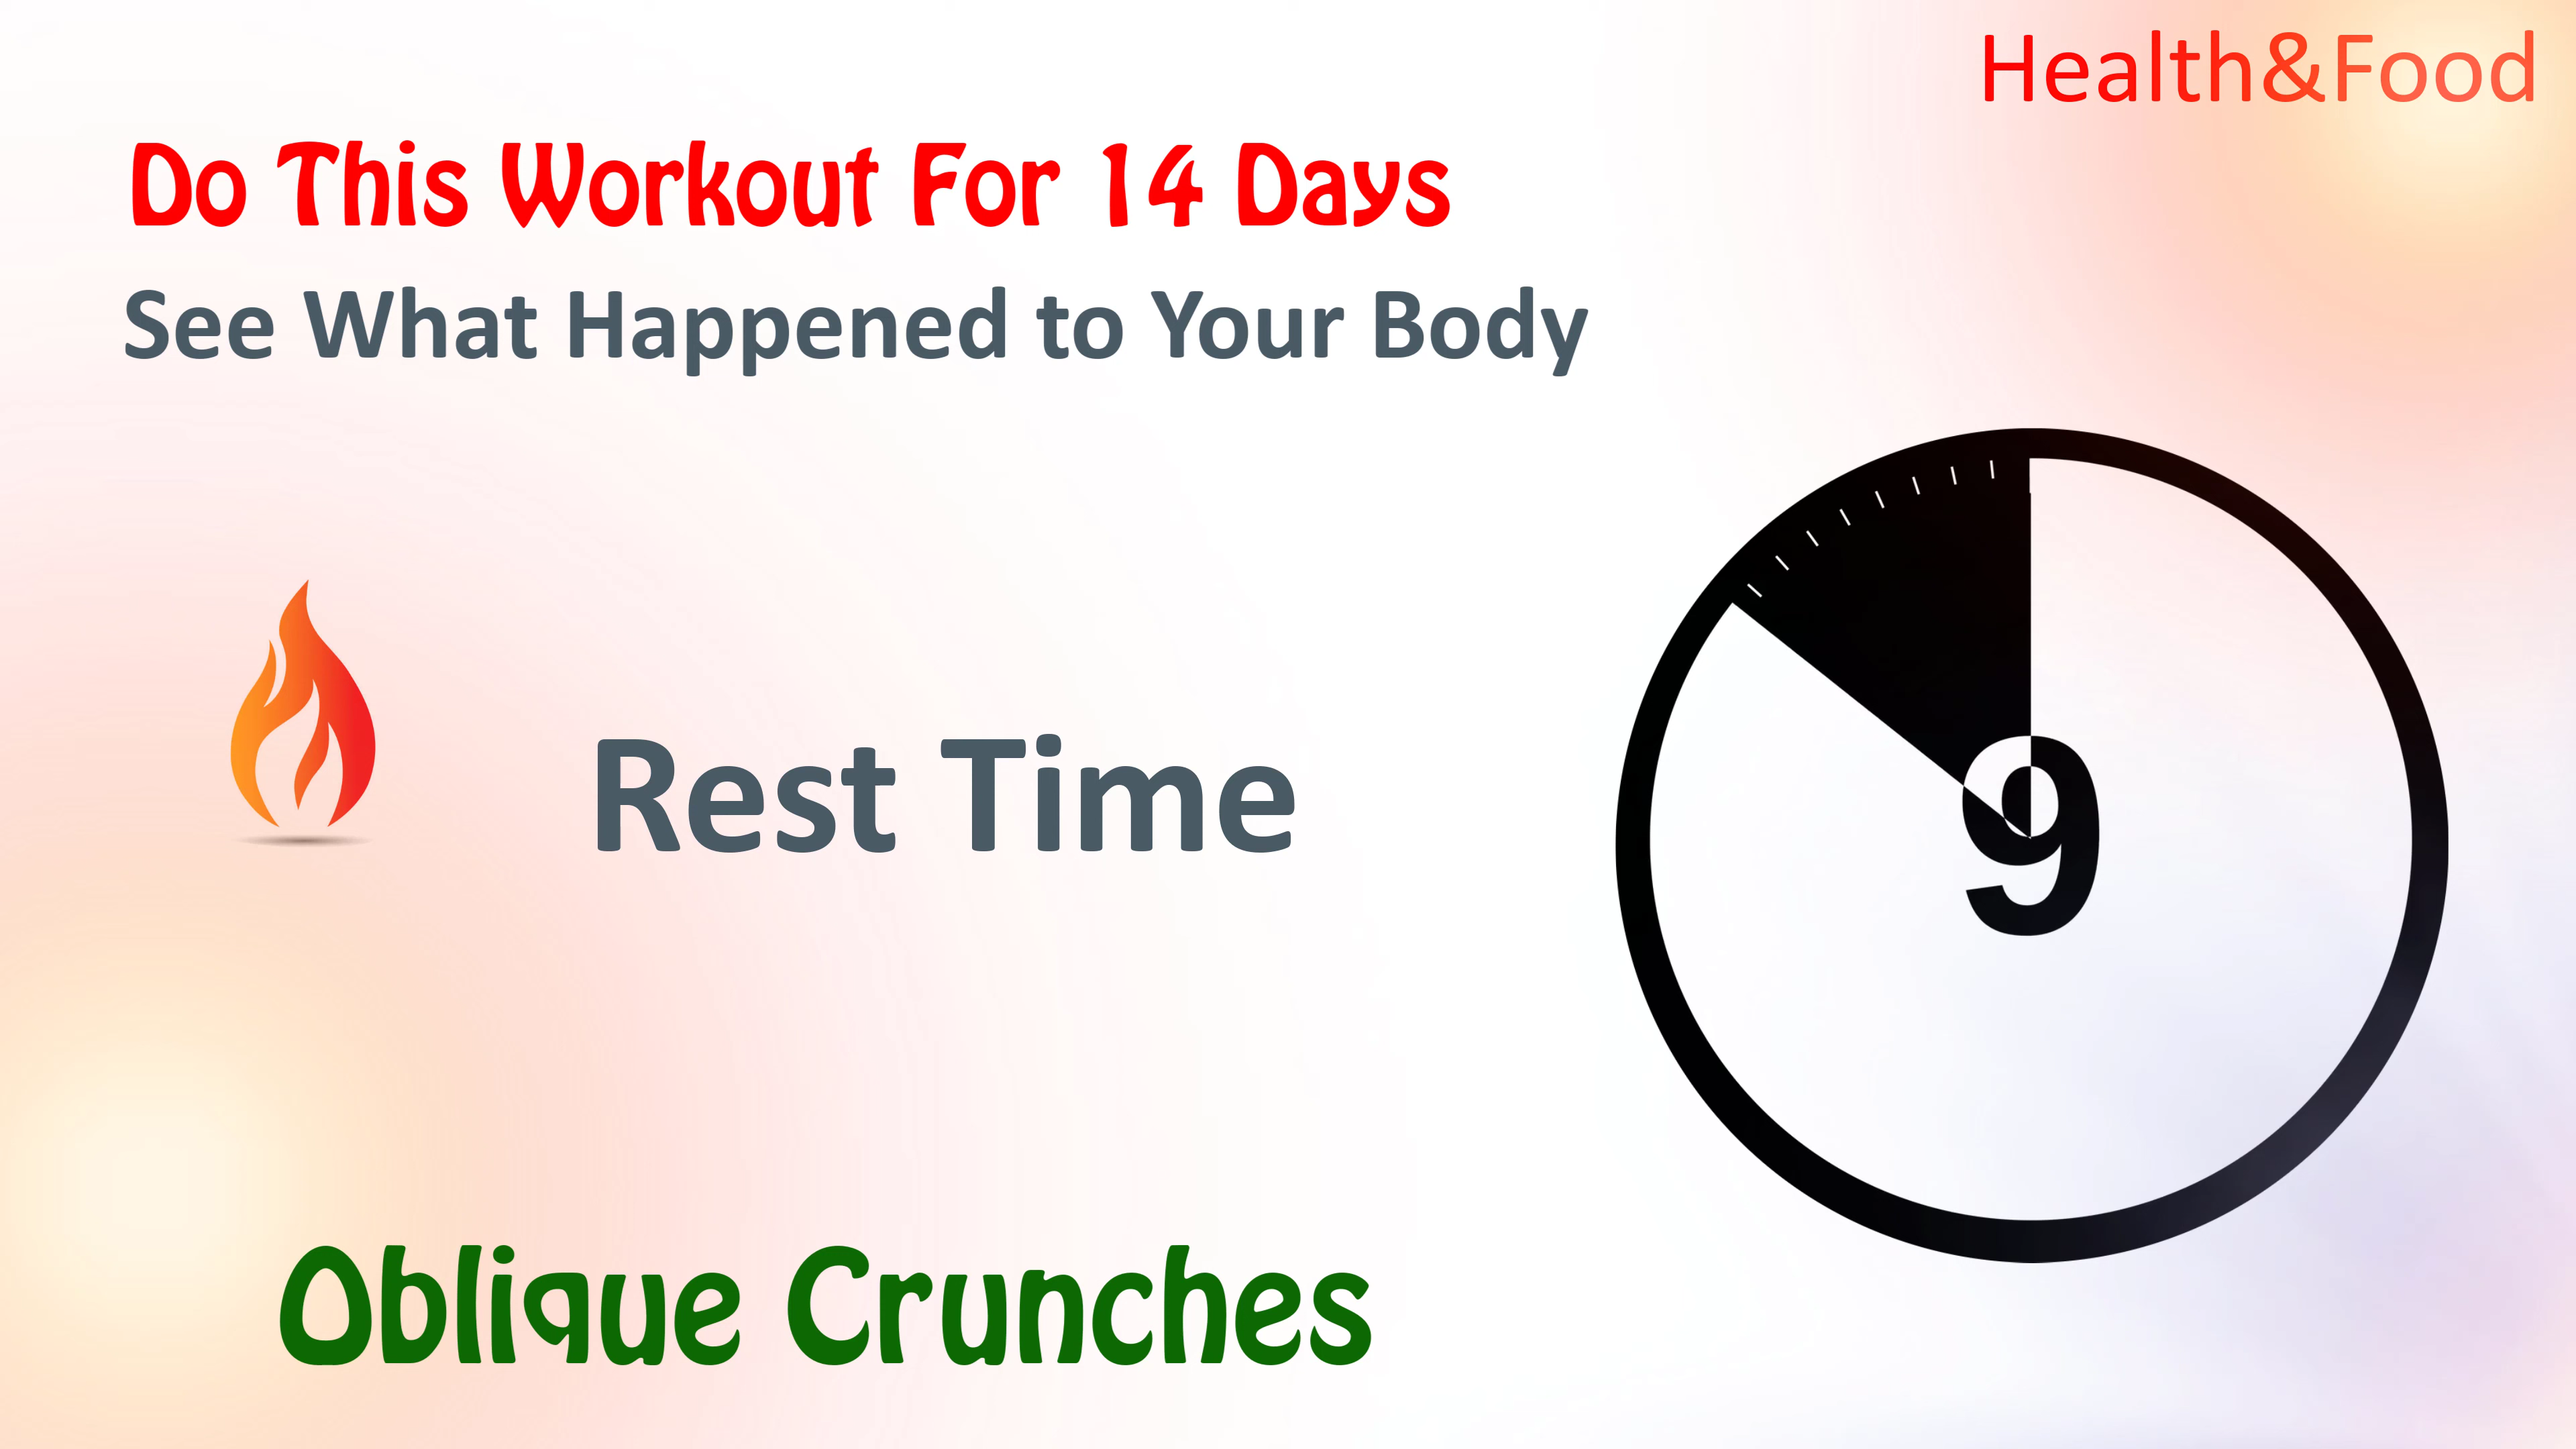 Health&Food
Do This Workout For 14 Days
See What Happened to Your Body
Rest Time
9
Oblique Crunches